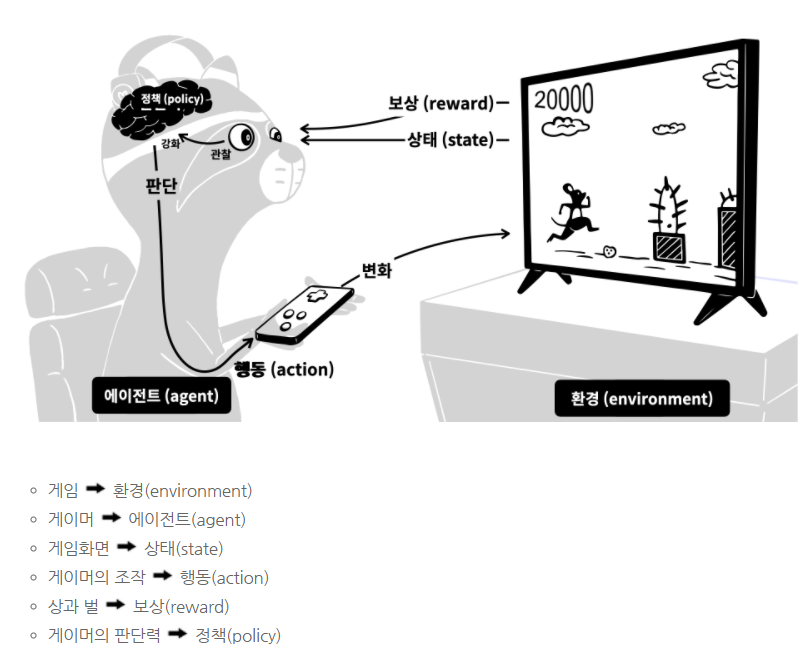 정책 (policy)
강화
관찰
판단
보상 (reward)
상태 (state)
20000
변화
행동 (action)
에이전트 (agent)
환경 (environment)
게임 ➡ 환경(environment)
게이머 ➡ 에이전트(agent)
게임화면 ➡ 상태(state)
게이머의 조작 ➡ 행동(action)
상과 벌 ➡ 보상(reward)
게이머의 판단력 ➡ 정책(policy)